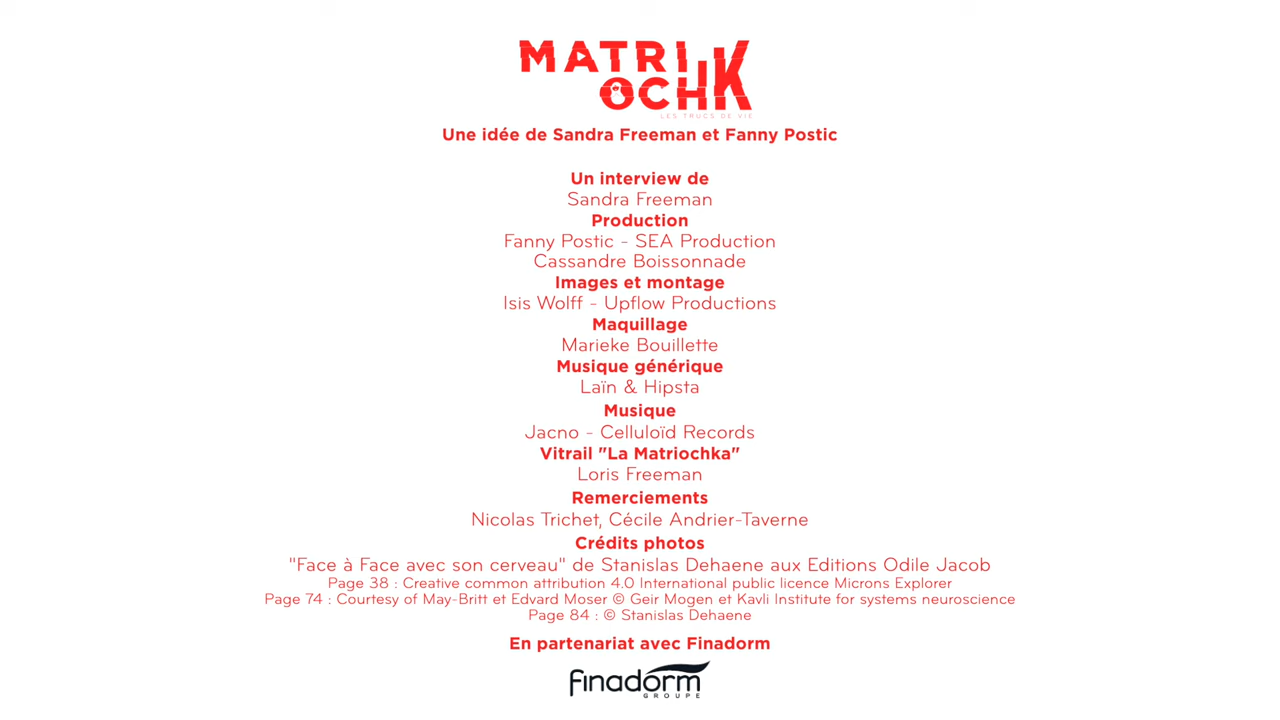 MATRI
OCHK
LES TRUCS DE VIE
Une idée de Sandra Freeman et Fanny Postic
Un interview de
Sandra Freeman
Production
Fanny Postic - SEA Production
Cassandre Boissonnade
Images et montage
Isis Wolff - Upflow Productions
Maquillage
Marieke Bouillette
Musique générique
Laïn & Hipsta
Musique
Jacno - Celluloïd Records
Vitrail "La Matriochka"
Loris Freeman
Remerciements
Nicolas Trichet, Cécile Andrier-Taverne
Crédits photos
"Face à Face avec son cerveau" de Stanislas Dehaene aux Editions Odile Jacob
Page 38 : Creative common attribution 4.0 International public licence Microns Explorer
Page 74 : Courtesy of May-Britt et Edvard Moser © Geir Mogen et Kavli Institute for systems neuroscience
Page 84 : © Stanislas Dehaene
En partenariat avec Finadorm
finadorm
GROUPE